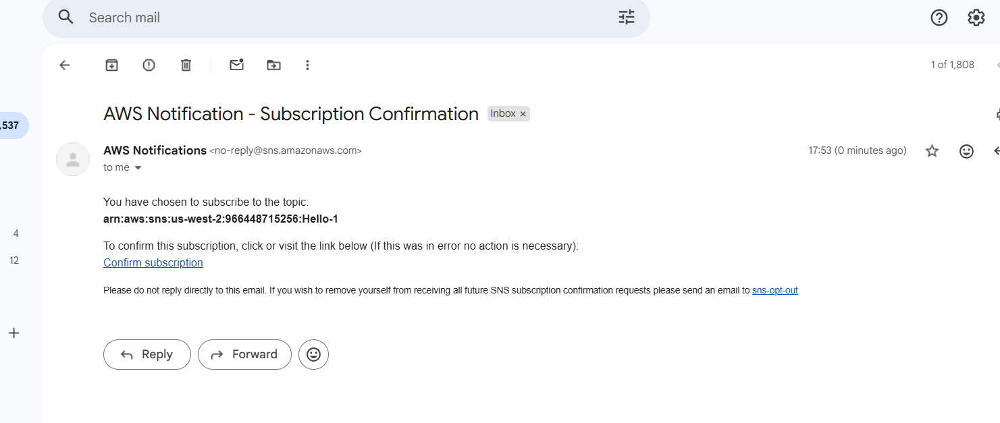 Search mail
1 of 1,808
AWS Notification - Subscription Confirmation
Inbox ×
,537
AWS Notifications <no-reply@sns.amazonaws.com>
17:53 (0 minutes ago)
to me
You have chosen to subscribe to the topic:
arn:aws:sns:us-west-2:966448715256:Hello-1
4
To confirm this subscription, click or visit the link below (If this was in error no action is necessary):
12
Confirm subscription
Please do not reply directly to this email. If you wish to remove yourself from receiving all future SNS subscription confirmation requests please send an email to sns-opt-out
Reply
Forward